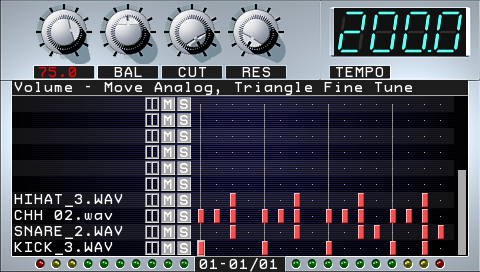 200.0
75.0 BAL CUT RES TEMPO
Volume - Move Analog, Triangle Fine Tune
M S
M S
M S
M S
M S
M S
HIHAT_3.WAV M S
CHH 02.wav M S
SNARE_2.WAV M S
KICK_3.WAV M S
01-01/01